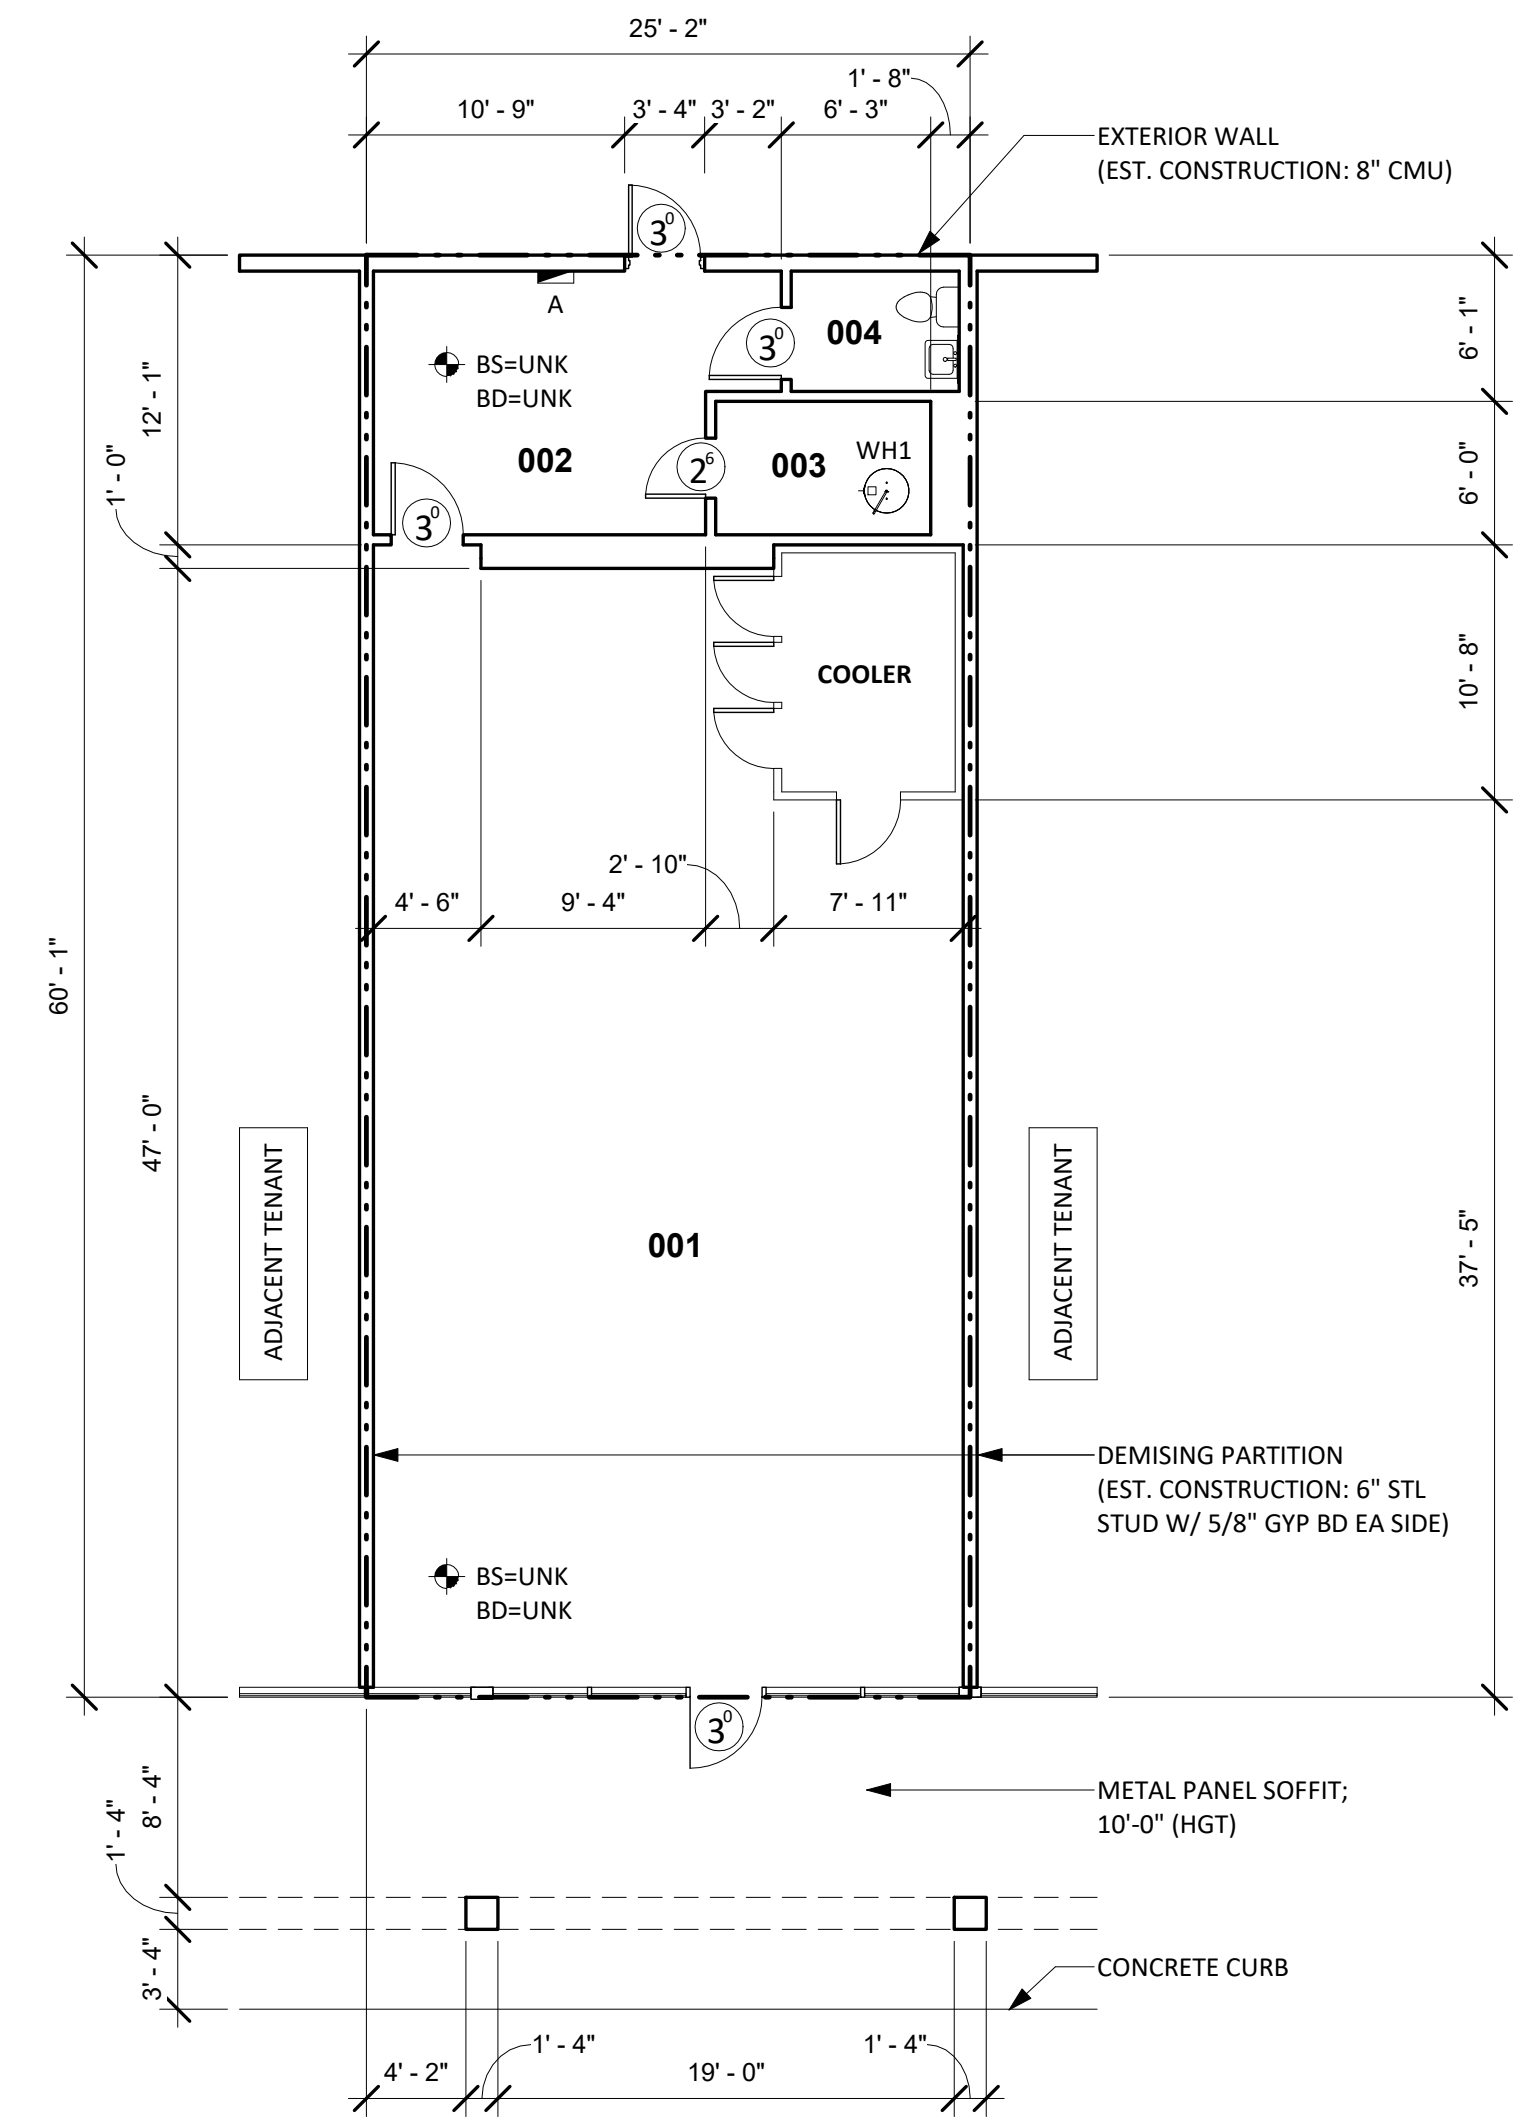 25' - 2"
1' - 8"
10' - 9"
3' - 4"
3' - 2"
6' - 3"
EXTERIOR WALL
(EST. CONSTRUCTION: 8" CMU)
3⁰
A
004
3⁰
BS=UNK
BD=UNK
6' - 1"
12' - 1"
002
2⁶
003
WH1
6' - 0"
1' - 0"
3⁰
COOLER
10' - 8"
2' - 10"
4' - 6"
9' - 4"
7' - 11"
60' - 1"
47' - 0"
ADJACENT TENANT
001
ADJACENT TENANT
37' - 5"
DEMISING PARTITION
(EST. CONSTRUCTION: 6" STL
STUD W/ 5/8" GYP BD EA SIDE)
BS=UNK
BD=UNK
3⁰
METAL PANEL SOFFIT;
10'-0" (HGT)
8' - 4"
1' - 4"
3' - 4"
CONCRETE CURB
1' - 4"
1' - 4"
4' - 2"
19' - 0"